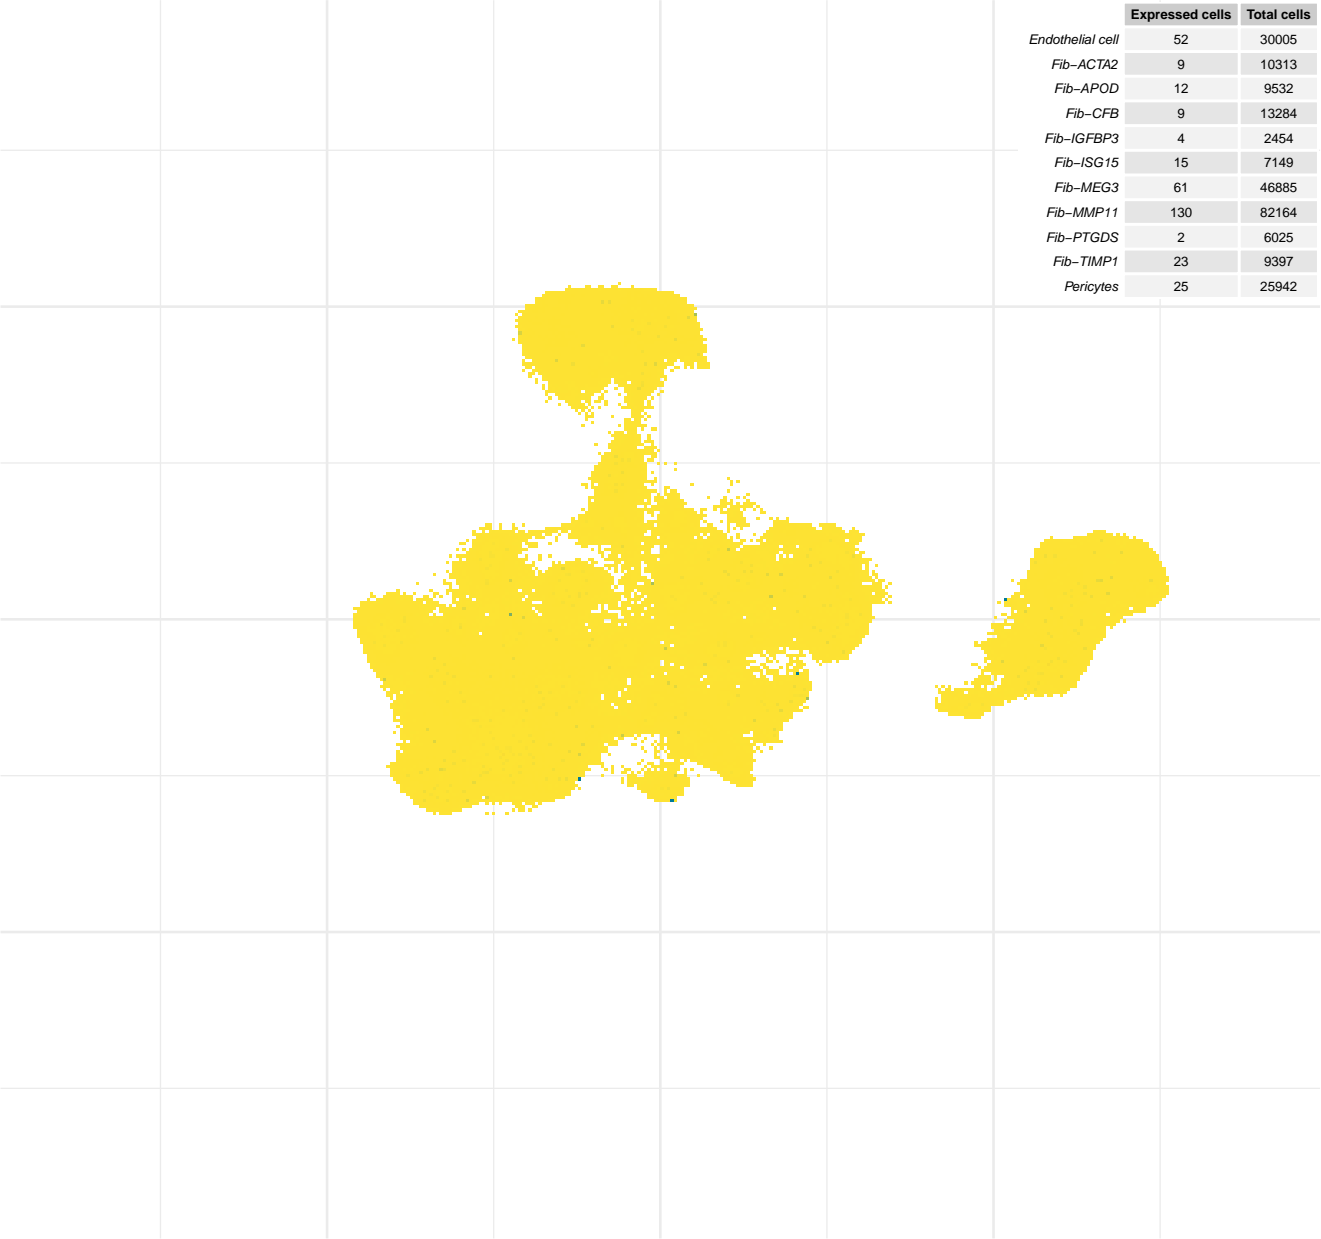 Expressed cells Total cells
Endothelial cell 52 30005
Fib−ACTA2 9 10313
Fib−APOD 12 9532
Fib−CFB 9 13284
Fib−IGFBP3 4 2454
Fib−ISG15 15 7149
Fib−MEG3 61 46885
Fib−MMP11 130 82164
Fib−PTGDS 2 6025
Fib−TIMP1 23 9397
Pericytes 25 25942